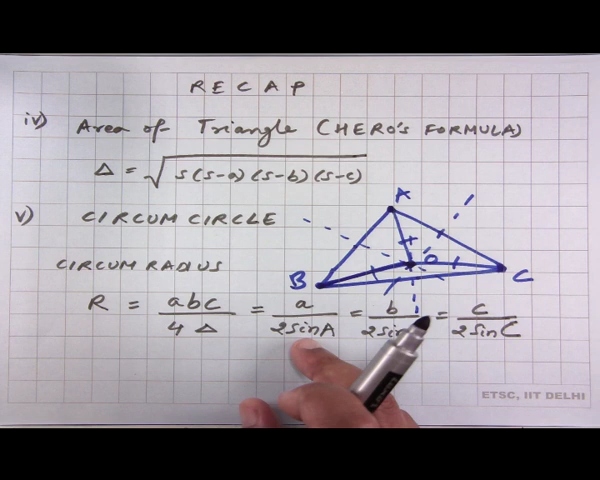 RECAP
iv) Area of Triangle (HERO'S FORMULA)
Δ = √s(s-a)(s-b)(s-c)
v) CIRCUM CIRCLE
A
O
B
C
CIRCUM RADIUS
R = abc/4Δ = a/2sinA = b/2sin = c/2sinC
ETSC, IIT DELHI